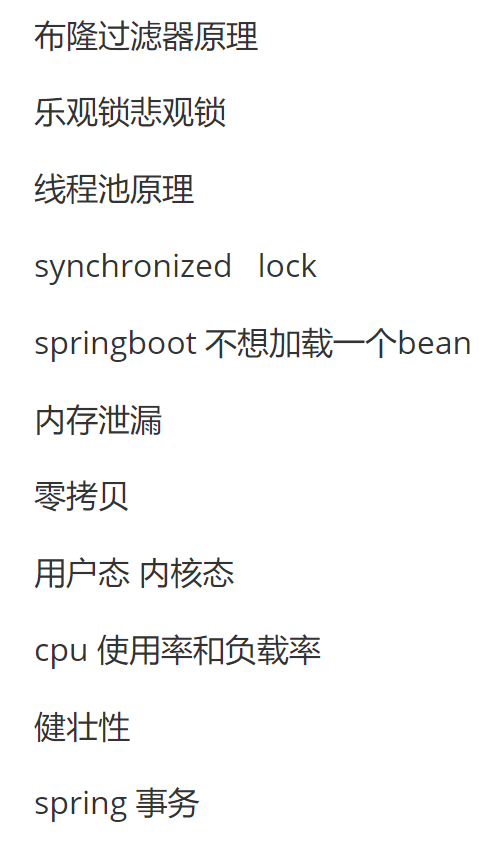 布隆过滤器原理
乐观锁悲观锁
线程池原理
synchronized   lock
springboot 不想加载一个bean
内存泄漏
零拷贝
用户态 内核态
cpu 使用率和负载率
健壮性
spring 事务